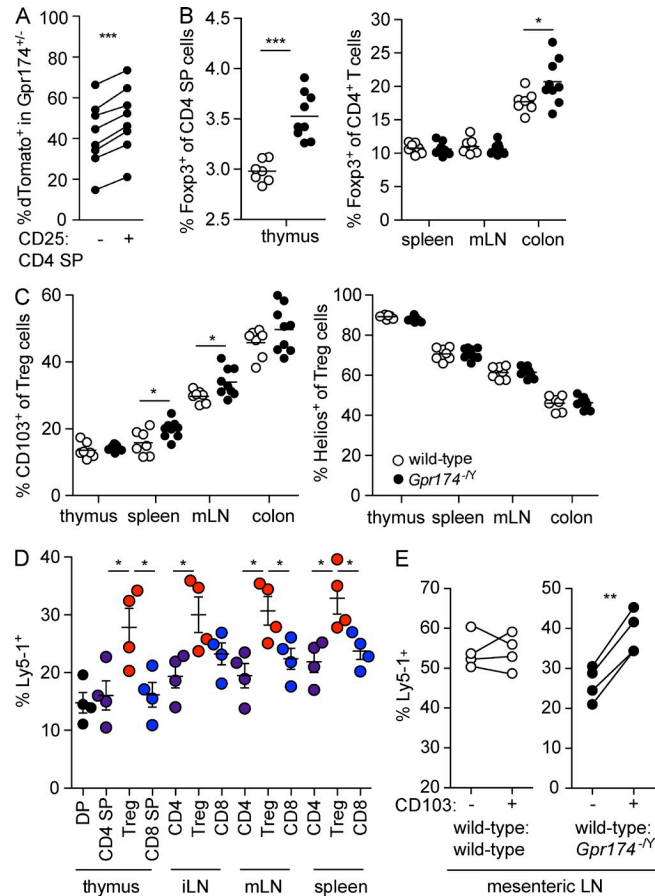 A
***
% dTomato⁺ in Gpr174⁺/⁻
100
80
60
40
20
0
CD25: - +
CD4 SP
B
% Foxp3⁺ of CD4 SP cells
4.5
4.0
3.5
3.0
2.5
***
thymus
% Foxp3⁺ of CD4⁺ T cells
30
25
20
15
10
5
0
*
spleen mLN colon
C
% CD103⁺ of Treg cells
60
40
20
0
* *
thymus spleen mLN colon
% Helios⁺ of Treg cells
100
80
60
40
20
wild-type
Gpr174⁻/Y
thymus spleen mLN colon
D
% Ly5-1⁺
40
30
20
10
0
* * * * * * *
DP CD4 SP Treg CD8 SP CD4 Treg CD8 CD4 Treg CD8 CD4 Treg CD8
thymus iLN mLN spleen
E
% Ly5-1⁺
70
60
50
40
30
20
**
50
40
30
20
10
0
CD103: - + - +
wild-type: wild-type:
wild-type Gpr174⁻/Y
mesenteric LN